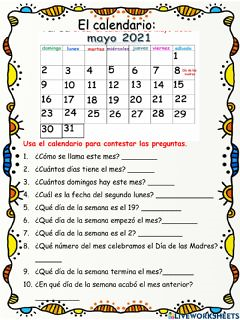 El calendario:
mayo 2021
domingo lunes martes miércoles jueves viernes sábado
1
2 3 4 5 6 7 8 Día de las madres
9 10 11 12 13 14 15
16 17 18 19 20 21 22
23 24 25 26 27 28 29
30 31
Usa el calendario para contestar las preguntas.
1. ¿Cómo se llama este mes? ________
2. ¿Cuántos días tiene el mes? ________
3. ¿Cuántos domingos hay este mes? ________
4. ¿Cuál es la fecha del segundo lunes? ________
5. ¿Qué día de la semana es el 19? ________
6. ¿Qué día de la semana empezó el mes? ________
7. ¿Qué día de la semana es el 2? ________
8. ¿Qué número del mes celebramos el Día de las Madres?
________
9. ¿Qué día de la semana termina el mes? ________
10. ¿En qué día de la semana acabó el mes anterior?
________
LIVEWORKSHEETS